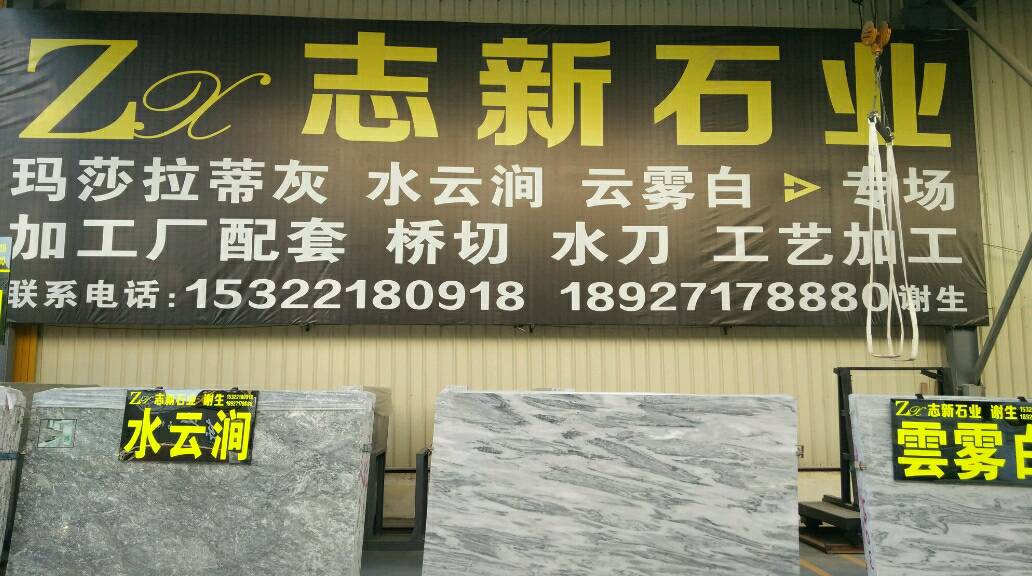 Zx 志新石业
玛莎拉蒂灰 水云涧 云雾白 专场
加工厂配套 桥切 水刀 工艺加工
联系电话:15322180918 18927178880谢生
Zx 志新石业 谢生 15322180918
18927178880
水云涧
Zx 志新石业 谢生
雲雾白